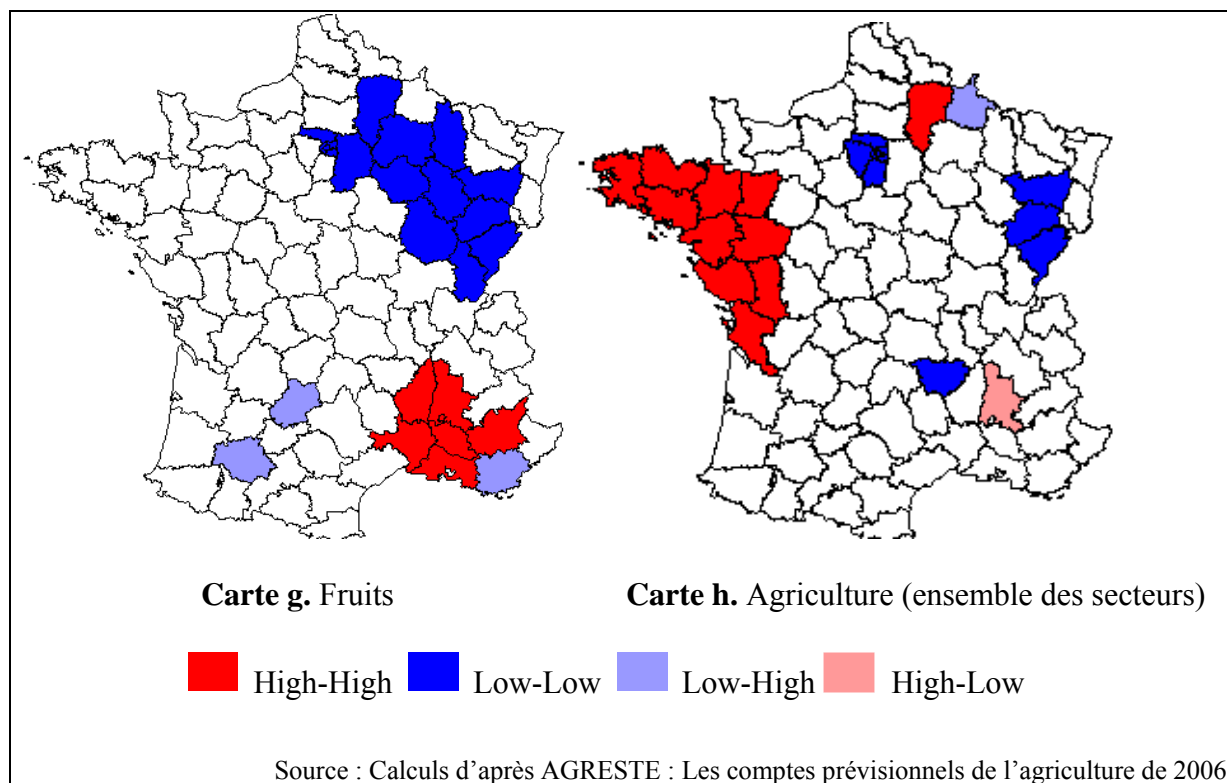 Carte g. Fruits
Carte h. Agriculture (ensemble des secteurs)
High-High Low-Low Low-High High-Low
Source : Calculs d’après AGRESTE : Les comptes prévisionnels de l’agriculture de 2006